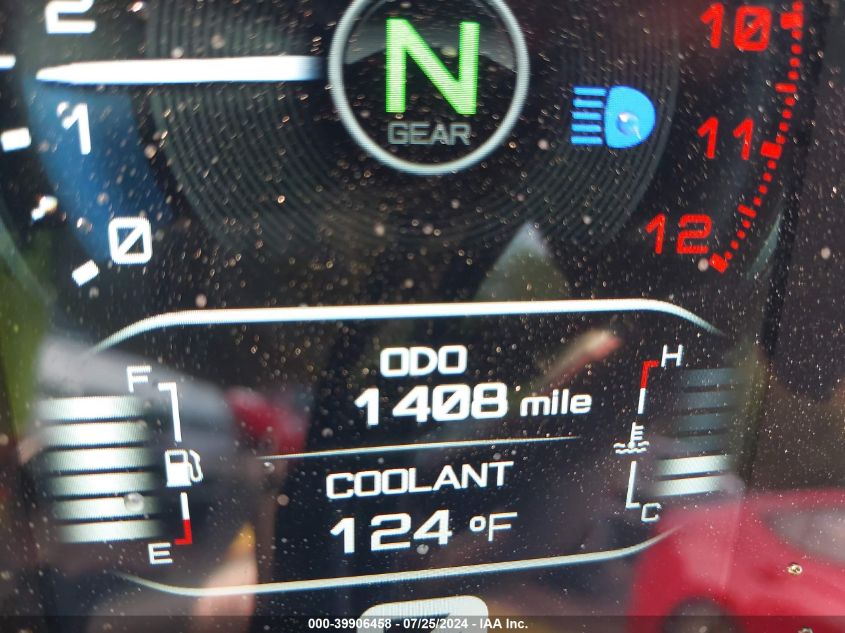 2
10
N
1
GEAR
11
0
12
ODO
H
F
1408 mile
COOLANT
124 °F
C
E
000-39906458 - 07/25/2024 - IAA Inc.